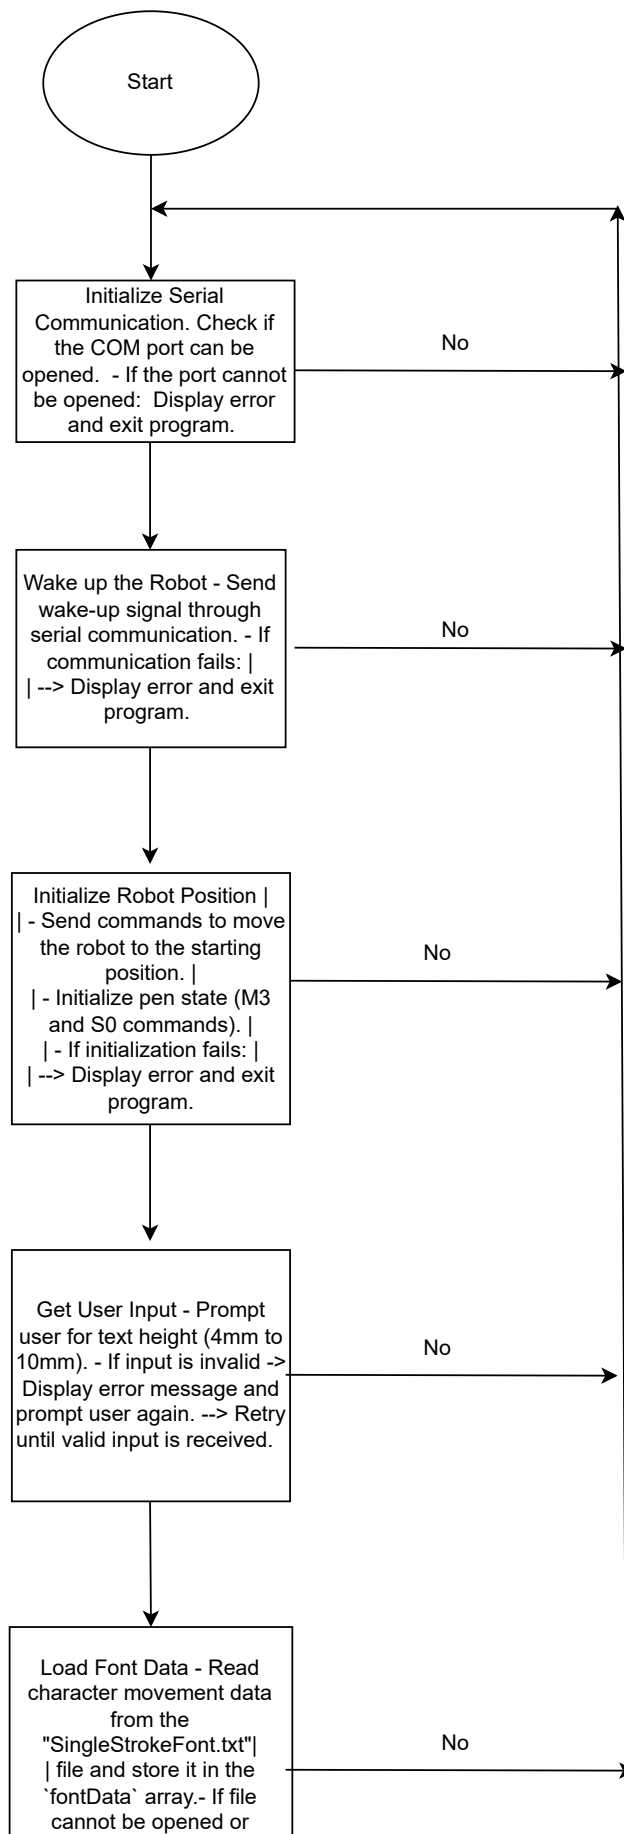 Start
Initialize Serial
Communication. Check if
the COM port can be
opened.  - If the port cannot
be opened:  Display error
and exit program.
No
Wake up the Robot - Send
wake-up signal through
serial communication. - If
communication fails: |
| --> Display error and exit
program.
No
Initialize Robot Position |
| - Send commands to move
the robot to the starting
position. |
| - Initialize pen state (M3
and S0 commands). |
| - If initialization fails: |
| --> Display error and exit
program.
No
Get User Input - Prompt
user for text height (4mm to
10mm). - If input is invalid ->
Display error message and
prompt user again. --> Retry
until valid input is received.
No
Load Font Data - Read
character movement data
from the
"SingleStrokeFont.txt"|
| file and store it in the
`fontData` array.- If file
cannot be opened or
No